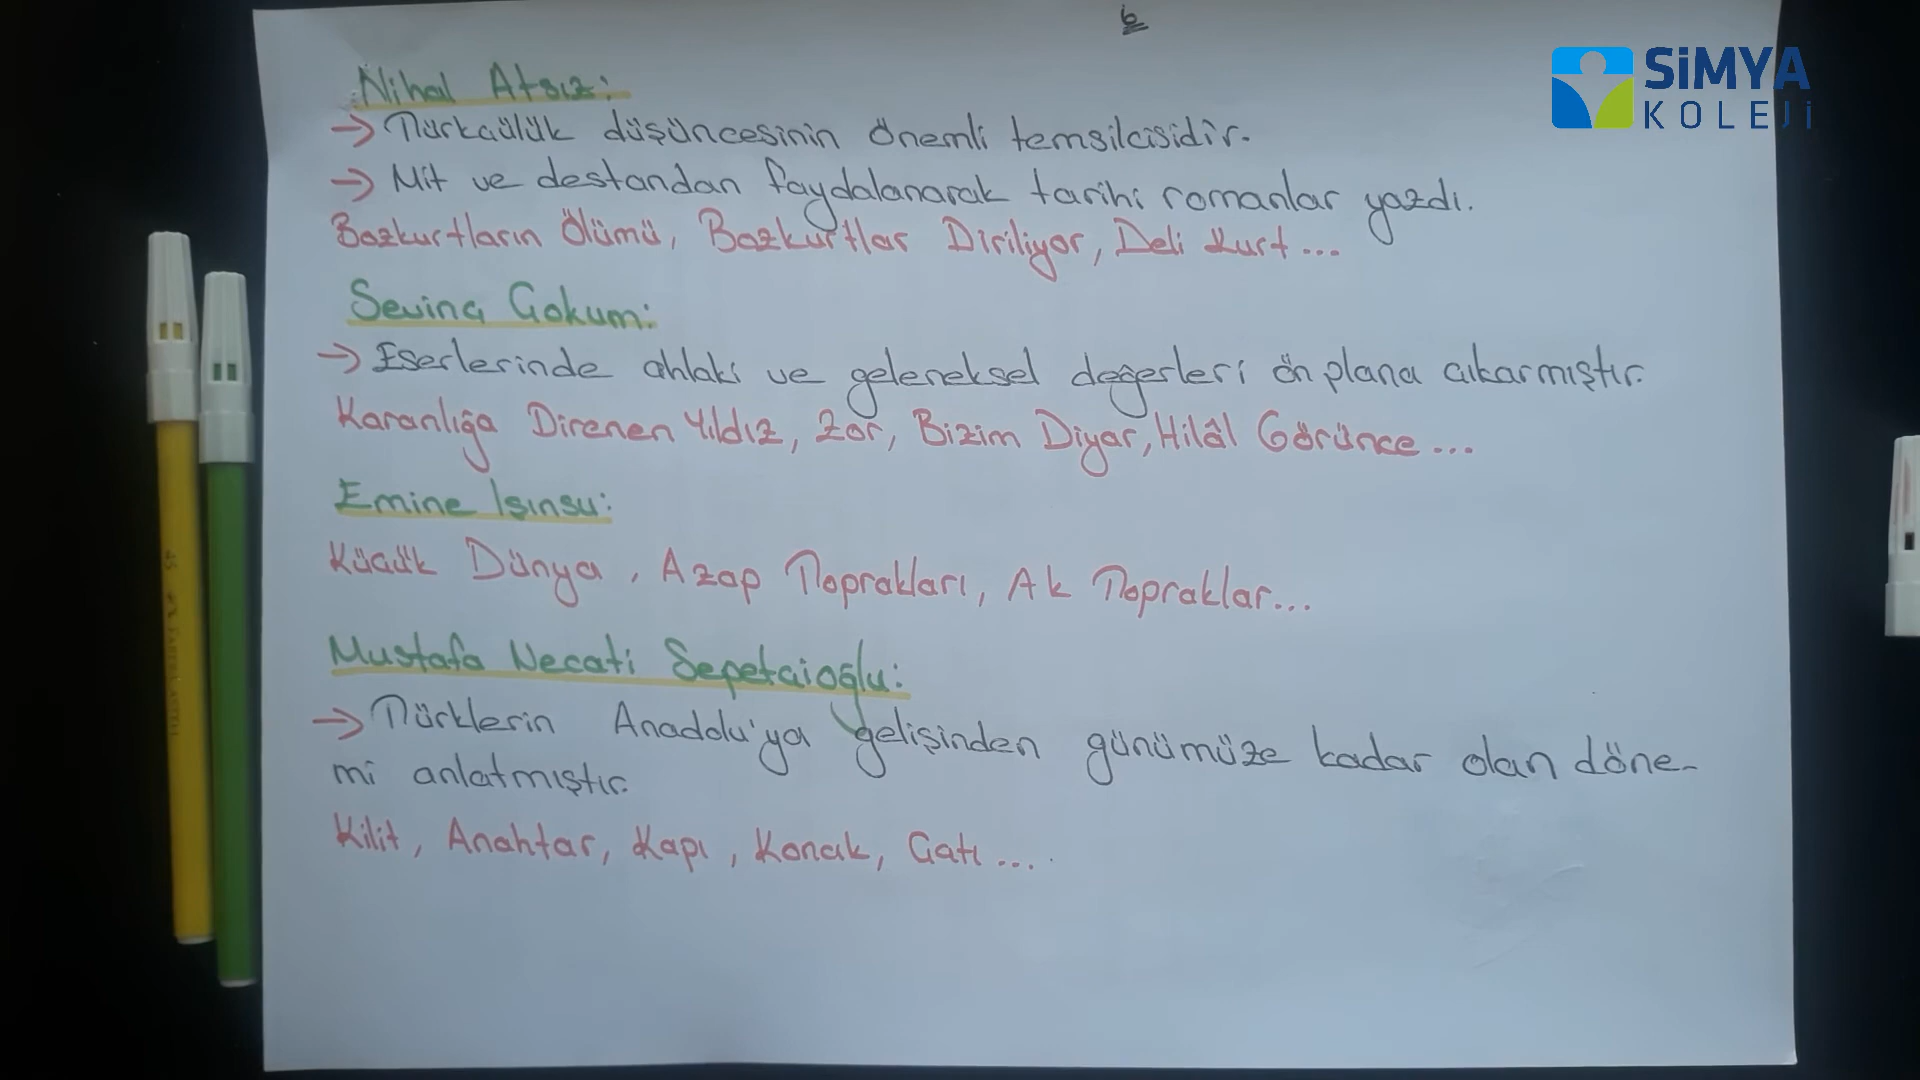 6
SiMYA
KOLEJİ
Nihal Atsız:
→ Türkçülük düşüncesinin önemli temsilcisidir.
→ Mit ve destandan faydalanarak tarihi romanlar yazdı.
Bozkurtların Ölümü, Bozkurtlar Diriliyor, Deli Kurt...
Sevinç Çokum:
→ Eserlerinde ahlaki ve geleneksel değerleri ön plana çıkarmıştır.
Karanlığa Direnen Yıldız, Zor, Bizim Diyar, Hilâl Görünce...
Emine Işınsu:
Küçük Dünya, Azap Toprakları, Ak Topraklar...
Mustafa Necati Sepetçioğlu:
→ Türklerin Anadolu'ya gelişinden günümüze kadar olan döne-
mi anlatmıştır.
Kilit, Anahtar, Kapı, Konak, Çatı...